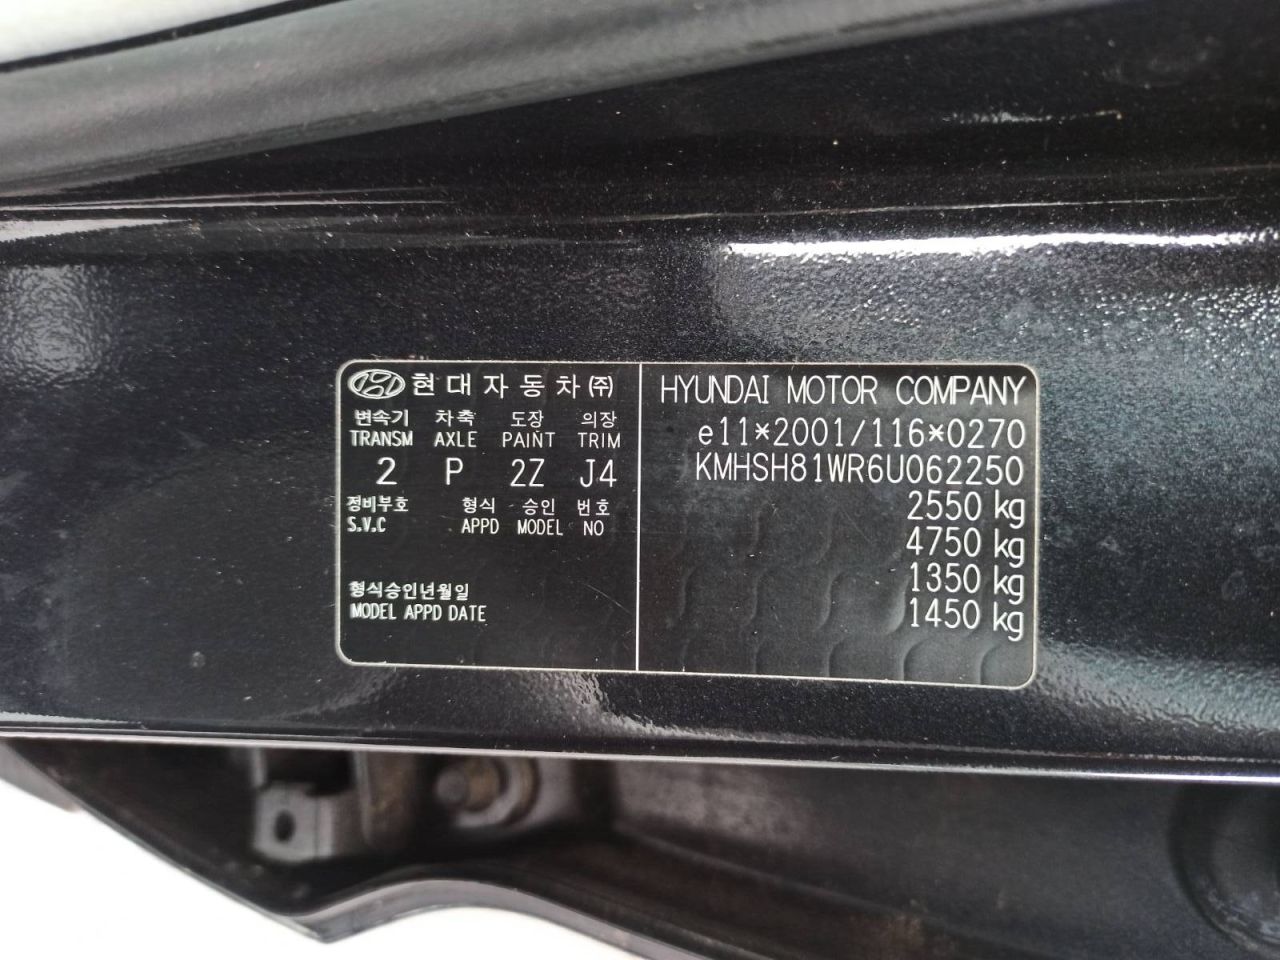 현대자동차(주)
변속기 차축 도장 의장
TRANSM AXLE PAINT TRIM
2 P 2Z J4
정비부호 형식 승인 번호
S.V.C APPD MODEL NO
형식승인년월일
MODEL APPD DATE
HYUNDAI MOTOR COMPANY
e11*2001/116*0270
KMHSH81WR6U062250
2550 kg
4750 kg
1350 kg
1450 kg